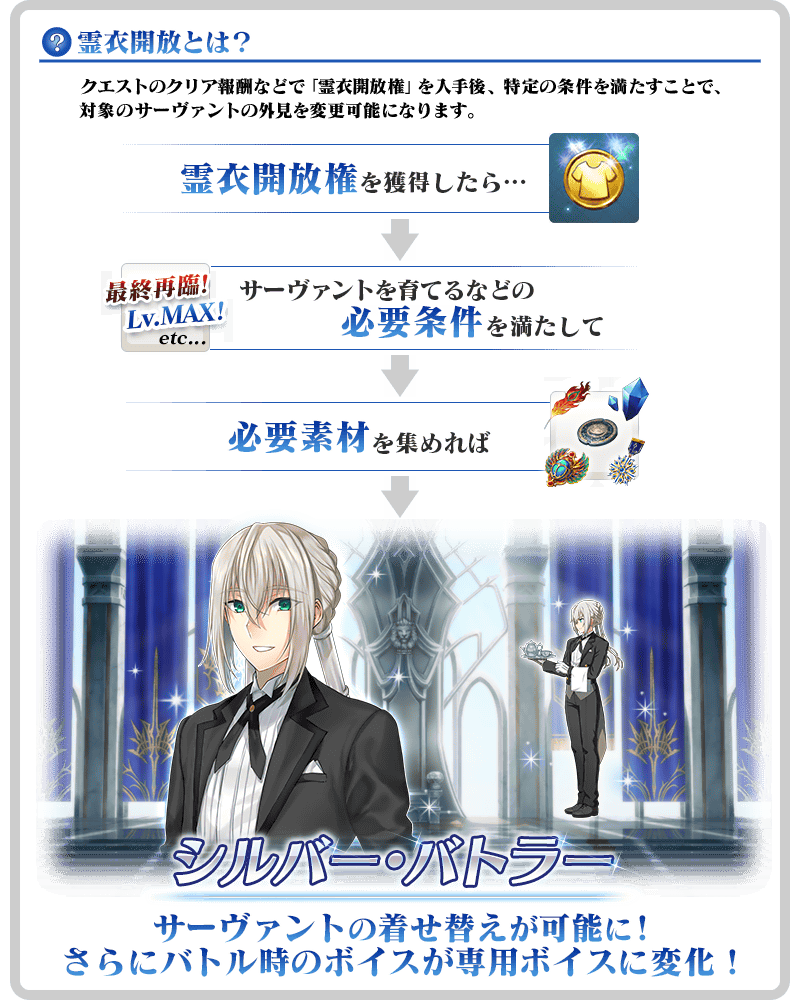 ? 霊衣開放とは？
クエストのクリア報酬などで「霊衣開放権」を入手後、特定の条件を満たすことで、
対象のサーヴァントの外見を変更可能になります。
霊衣開放権を獲得したら…
最終再臨!
Lv.MAX!
etc...
サーヴァントを育てるなどの
必要条件を満たして
必要素材を集めれば
シルバー・バトラー
サーヴァントの着せ替えが可能に!
さらにバトル時のボイスが専用ボイスに変化！